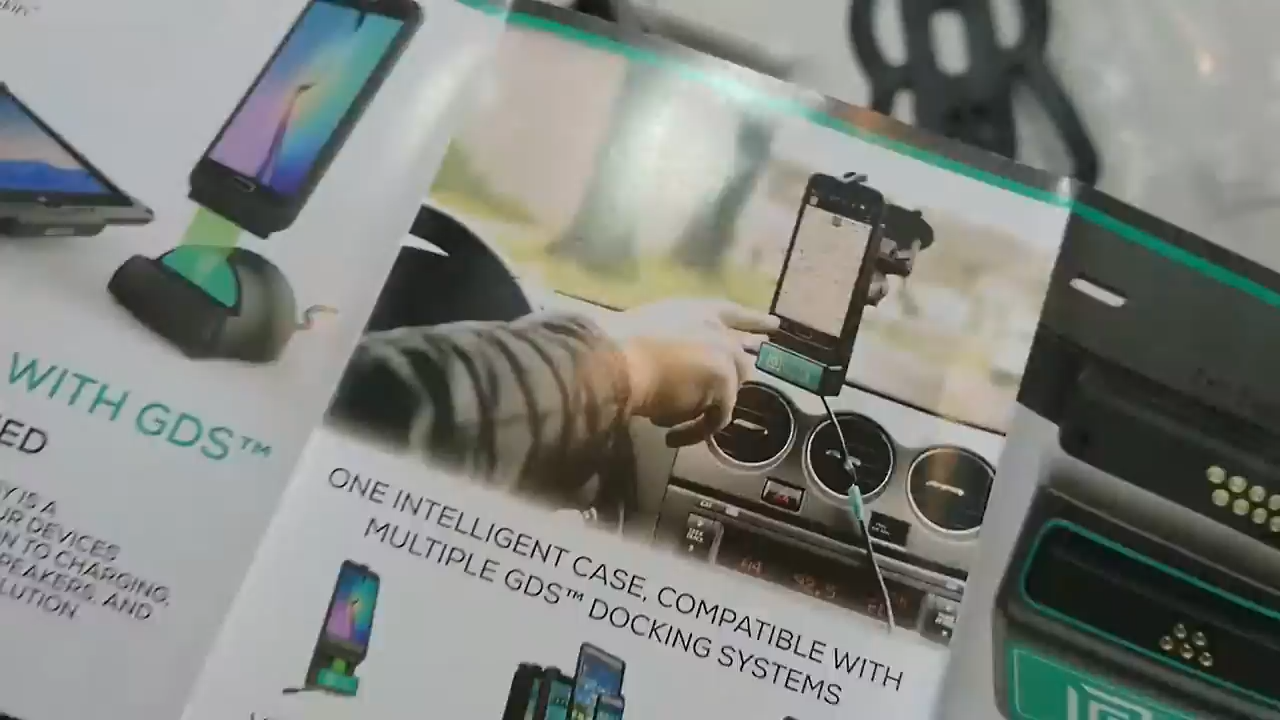 WITH GDS™
ED
Y IS A
UR DEVICES
N TO CHARGING,
PEAKERS, AND
LUTION
ONE INTELLIGENT CASE, COMPATIBLE WITH
MULTIPLE GDS™ DOCKING SYSTEMS